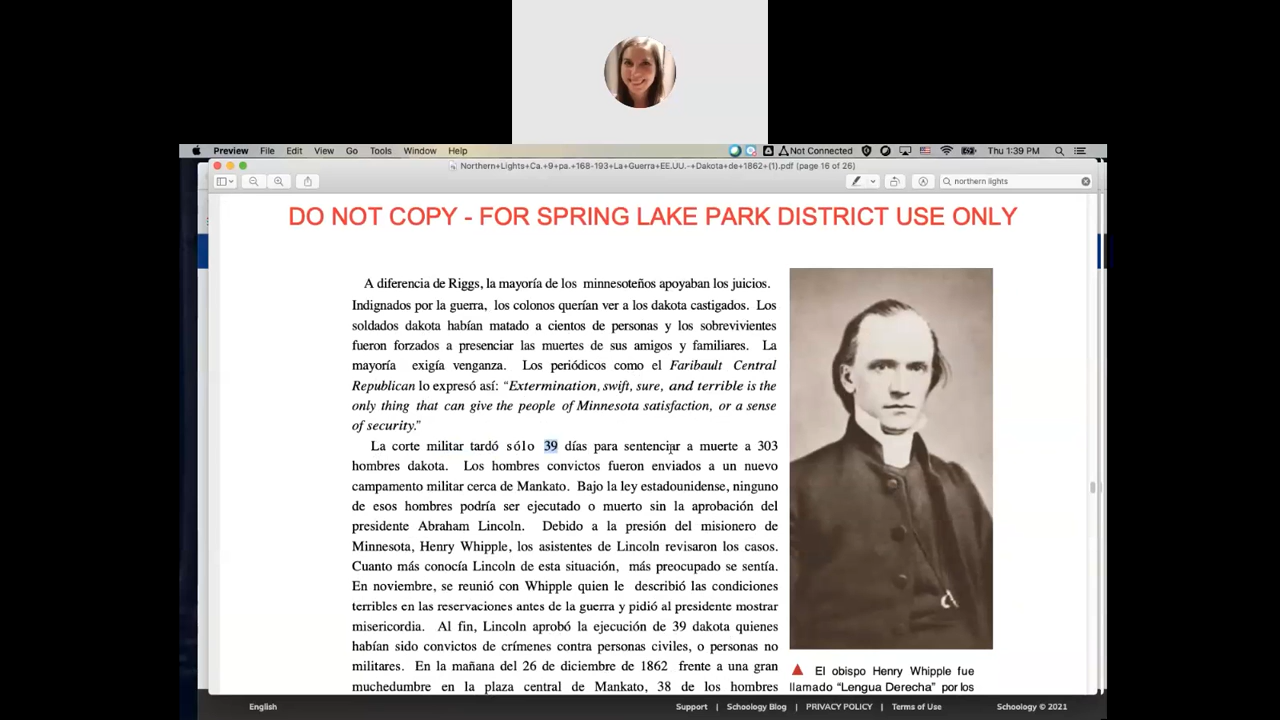 Preview File Edit View Go Tools Window Help Not Connected Thu 1:39 PM
Northern+Lights+Ca.+9+pa.+168-193+La+Guerra+EE.UU.-+Dakota+de+1862+(1).pdf (page 16 of 26)
northern lights
DO NOT COPY - FOR SPRING LAKE PARK DISTRICT USE ONLY
A diferencia de Riggs, la mayoría de los minnesoteños apoyaban los juicios.
Indignados por la guerra, los colonos querían ver a los dakota castigados. Los
soldados dakota habían matado a cientos de personas y los sobrevivientes
fueron forzados a presenciar las muertes de sus amigos y familiares. La
mayoría exigía venganza. Los periódicos como el Faribault Central
Republican lo expresó así: “Extermination, swift, sure, and terrible is the
only thing that can give the people of Minnesota satisfaction, or a sense
of security.”
La corte militar tardó sólo 39 días para sentenciar a muerte a 303
hombres dakota. Los hombres convictos fueron enviados a un nuevo
campamento militar cerca de Mankato. Bajo la ley estadounidense, ninguno
de esos hombres podría ser ejecutado o muerto sin la aprobación del
presidente Abraham Lincoln. Debido a la presión del misionero de
Minnesota, Henry Whipple, los asistentes de Lincoln revisaron los casos.
Cuanto más conocía Lincoln de esta situación, más preocupado se sentía.
En noviembre, se reunió con Whipple quien le describió las condiciones
terribles en las reservaciones antes de la guerra y pidió al presidente mostrar
misericordia. Al fin, Lincoln aprobó la ejecución de 39 dakota quienes
habían sido convictos de crímenes contra personas civiles, o personas no
militares. En la mañana del 26 de diciembre de 1862 frente a una gran
muchedumbre en la plaza central de Mankato, 38 de los hombres
El obispo Henry Whipple fue
llamado “Lengua Derecha” por los
English Support | Schoology Blog | PRIVACY POLICY | Terms of Use Schoology © 2021